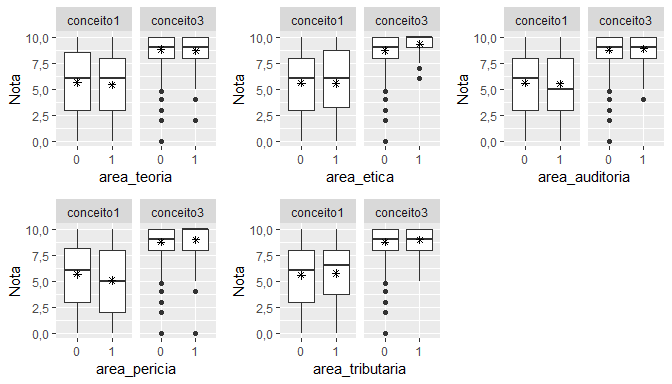 conceito1 conceito3
10,0
7,5
5,0
2,5
0,0
Nota
0 1 0 1
area_teoria
conceito1 conceito3
10,0
7,5
5,0
2,5
0,0
Nota
0 1 0 1
area_etica
conceito1 conceito3
10,0
7,5
5,0
2,5
0,0
Nota
0 1 0 1
area_auditoria
conceito1 conceito3
10,0
7,5
5,0
2,5
0,0
Nota
0 1 0 1
area_pericia
conceito1 conceito3
10,0
7,5
5,0
2,5
0,0
Nota
0 1 0 1
area_tributaria